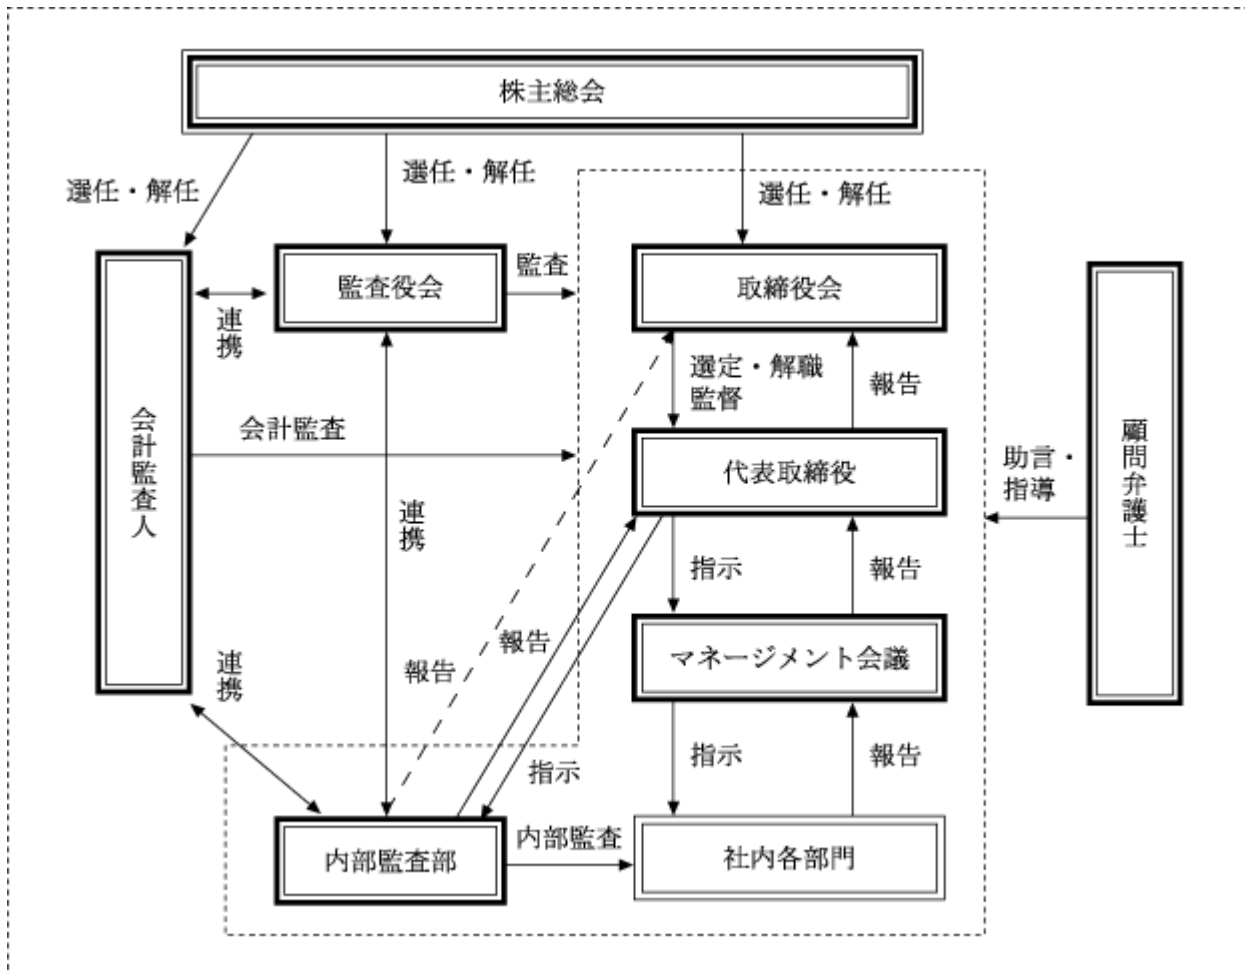 株主総会
選任・解任
選任・解任
選任・解任
監査役会
監査
取締役会
連携
選定・解職
監督
報告
会計監査人
会計監査
代表取締役
顧問弁護士
助言・
指導
連携
指示
報告
報告
報告
マネージメント会議
連携
指示
指示
報告
内部監査部
内部監査
社内各部門